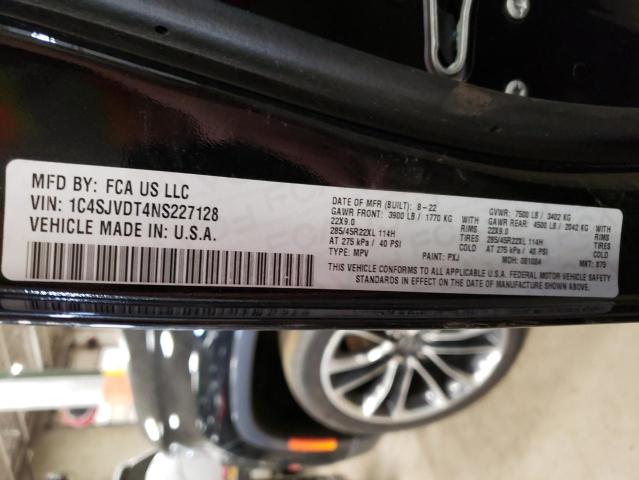 MFD BY: FCA US LLC
VIN: 1C4SJVDT4NS227128
VEHICLE MADE IN: U.S.A.
DATE OF MFR (BUILT): 8-22
GAWR FRONT: 3900 LB / 1770 KG WITH
22X9.0 RIMS
285/45R22XL 114H TIRES
AT 275 kPa / 40 PSI COLD
TYPE: MPV PAINT: PXJ
GVWR: 7500 LB / 3402 KG
GAWR REAR: 4500 LB / 2042 KG WITH
22X9.0 RIMS
285/45R22XL 114H TIRES
AT 275 kPa / 40 PSI COLD
MDH: 081004 MKT: 879
THIS VEHICLE CONFORMS TO ALL APPLICABLE U.S.A. FEDERAL MOTOR VEHICLE SAFETY
STANDARDS IN EFFECT ON THE DATE OF MANUFACTURE SHOWN ABOVE.